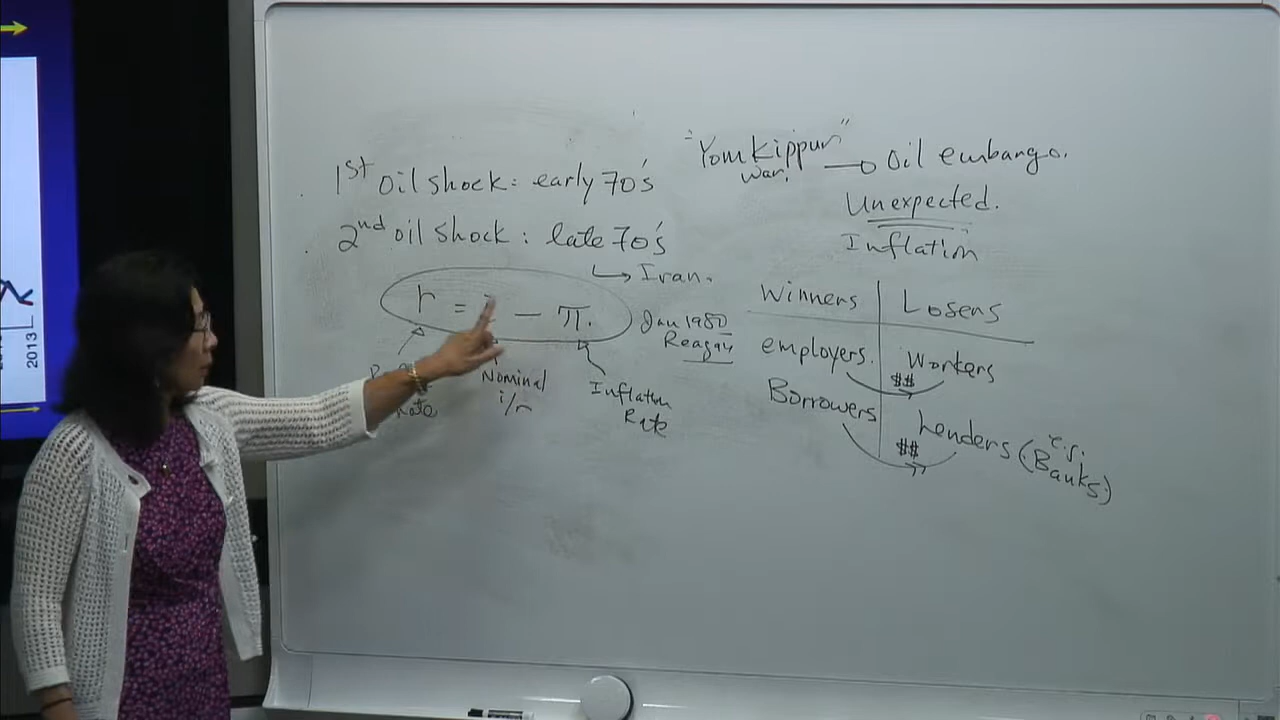 1st oil shock: early 70's
2nd oil shock: late 70's
Iran.
r = i - π.
Rate
Nominal
i/r
Inflation
Rate
Jan 1980
Reagan
"Yom Kippur"
war.
Oil embargo.
Unexpected.
Inflation
Winners
Losers
employers.
Workers
$$
Borrowers
Lenders (e.g.
Banks)
$$
2013